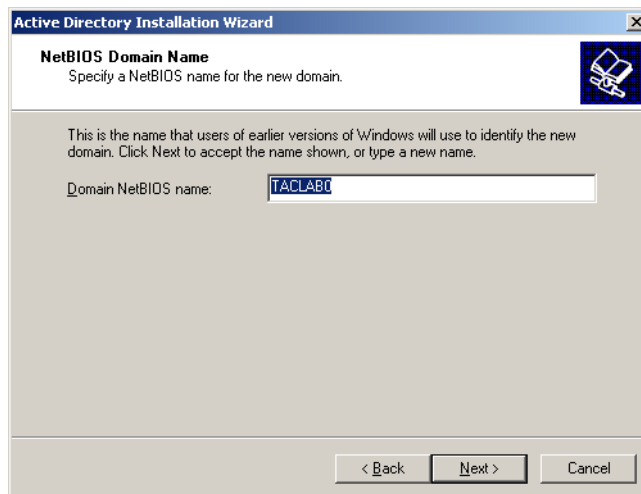 Active Directory Installation Wizard
NetBIOS Domain Name
Specify a NetBIOS name for the new domain.
This is the name that users of earlier versions of Windows will use to identify the new
domain. Click Next to accept the name shown, or type a new name.
Domain NetBIOS name: TACLAB0
< Back Next > Cancel